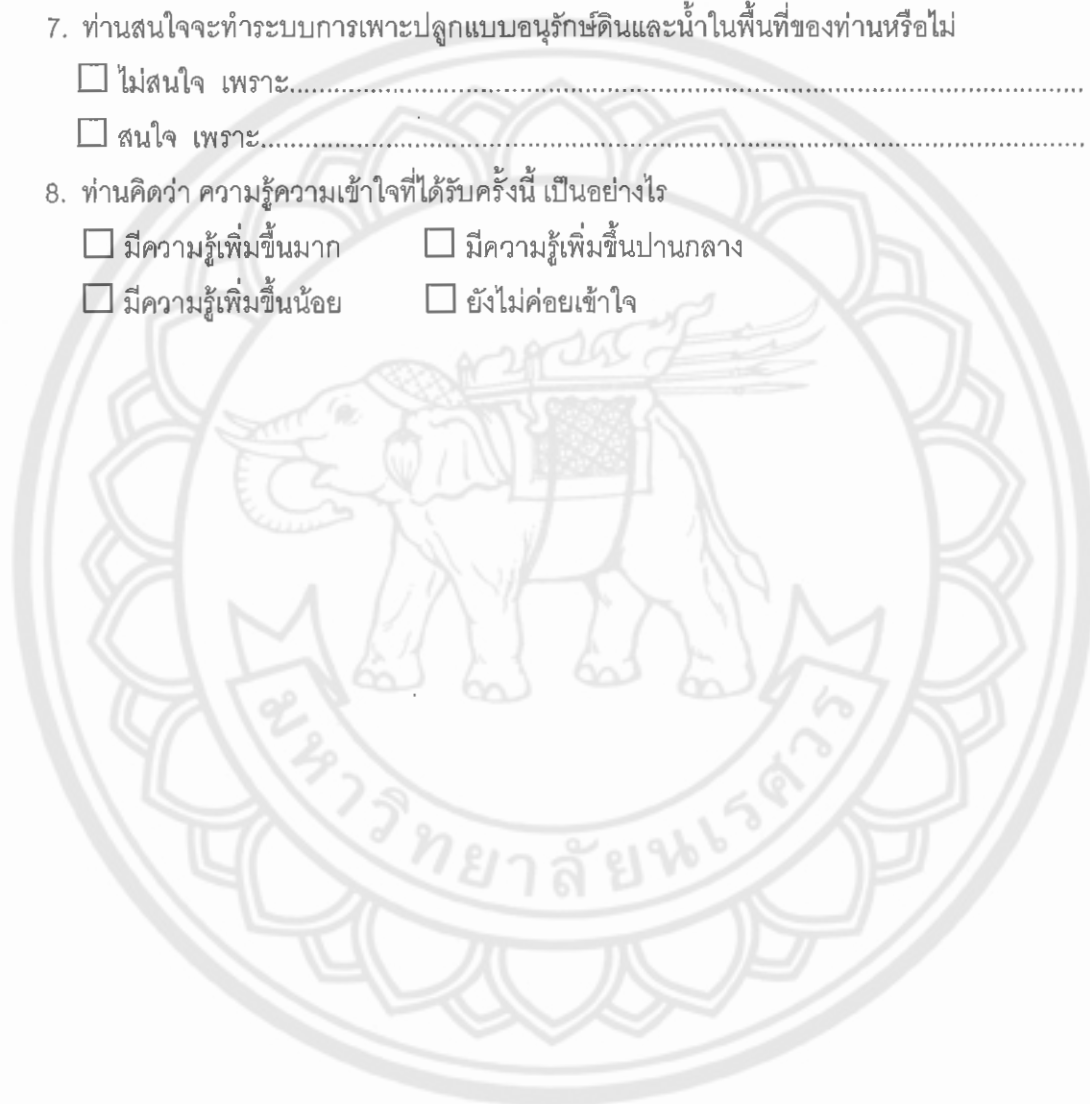 7. ท่านสนใจจะทำระบบการเพาะปลูกแบบอนุรักษ์ดินและน้ำในพื้นที่ของท่านหรือไม่
☐ ไม่สนใจ เพราะ........................................................................................................
☐ สนใจ เพราะ............................................................................................................
8. ท่านคิดว่า ความรู้ความเข้าใจที่ได้รับครั้งนี้ เป็นอย่างไร
☐ มีความรู้เพิ่มขึ้นมาก ☐ มีความรู้เพิ่มขึ้นปานกลาง
☐ มีความรู้เพิ่มขึ้นน้อย ☐ ยังไม่ค่อยเข้าใจ
มหาวิทยาลัยนเรศวร